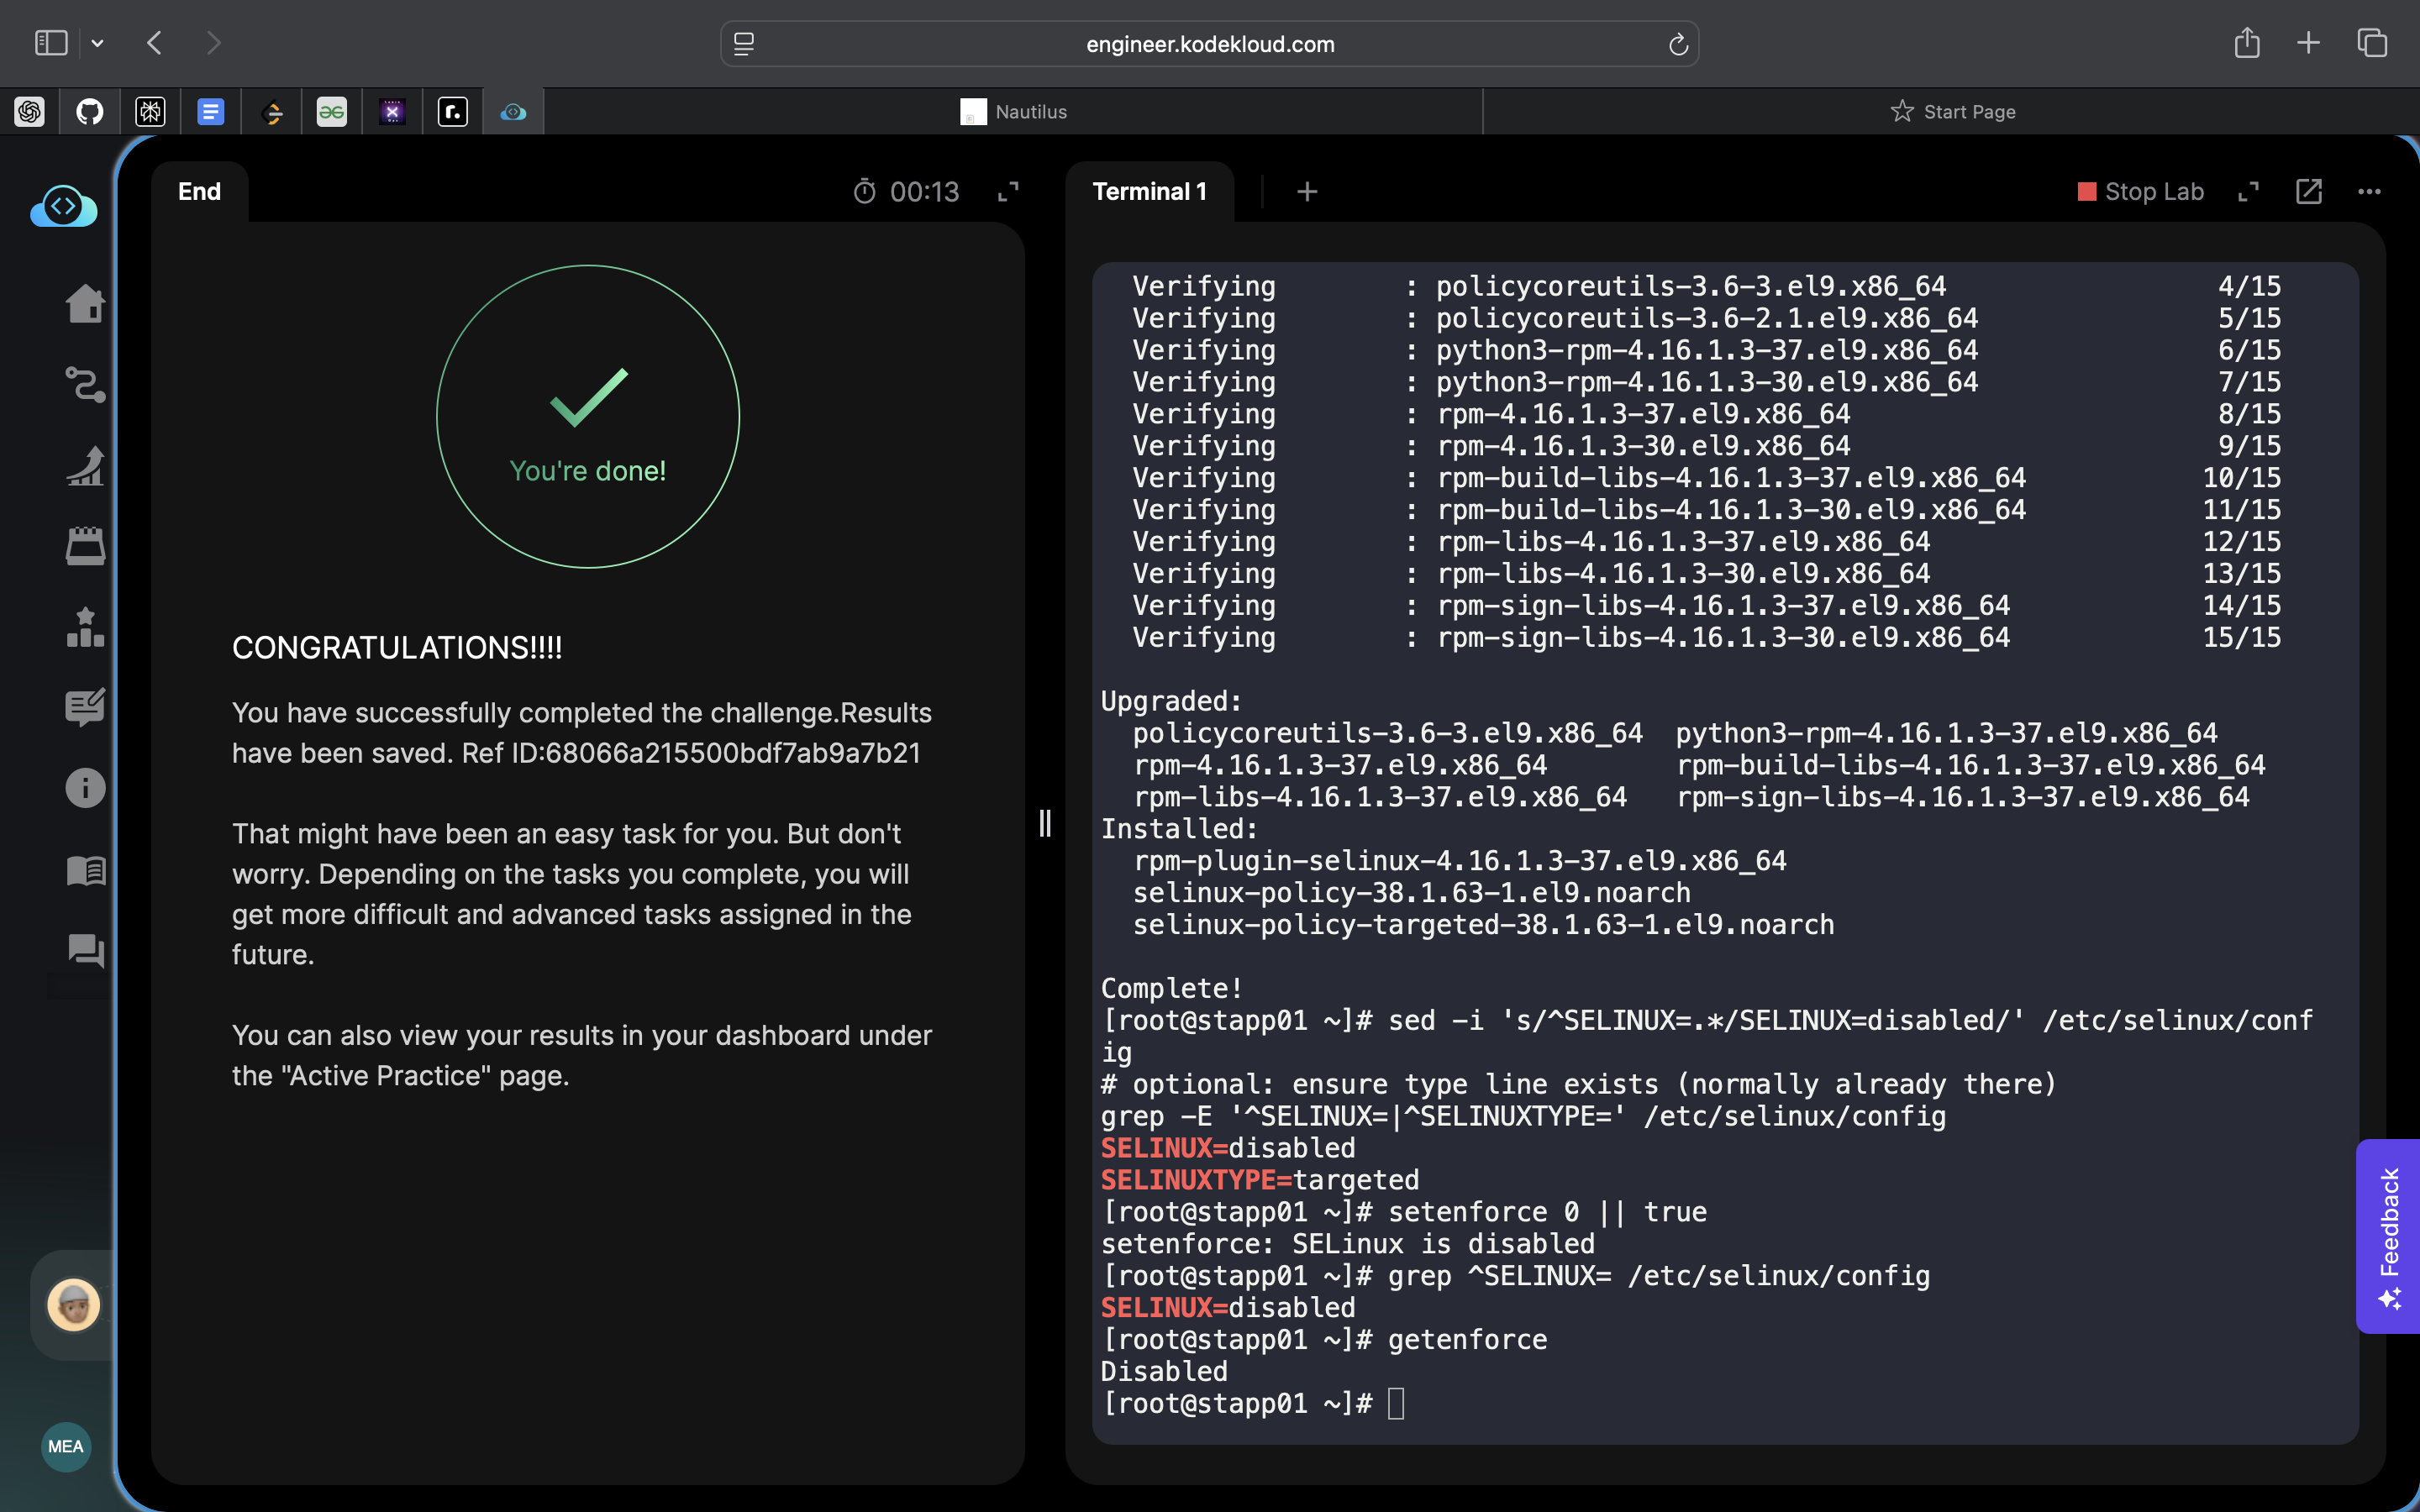 engineer.kodekloud.com
Nautilus
Start Page
End
00:13
Terminal 1
Stop Lab
You're done!
CONGRATULATIONS!!!!
You have successfully completed the challenge.Results
have been saved. Ref ID:68066a215500bdf7ab9a7b21
That might have been an easy task for you. But don't
worry. Depending on the tasks you complete, you will
get more difficult and advanced tasks assigned in the
future.
You can also view your results in your dashboard under
the "Active Practice" page.
MEA
Verifying : policycoreutils-3.6-3.el9.x86_64 4/15
Verifying : policycoreutils-3.6-2.1.el9.x86_64 5/15
Verifying : python3-rpm-4.16.1.3-37.el9.x86_64 6/15
Verifying : python3-rpm-4.16.1.3-30.el9.x86_64 7/15
Verifying : rpm-4.16.1.3-37.el9.x86_64 8/15
Verifying : rpm-4.16.1.3-30.el9.x86_64 9/15
Verifying : rpm-build-libs-4.16.1.3-37.el9.x86_64 10/15
Verifying : rpm-build-libs-4.16.1.3-30.el9.x86_64 11/15
Verifying : rpm-libs-4.16.1.3-37.el9.x86_64 12/15
Verifying : rpm-libs-4.16.1.3-30.el9.x86_64 13/15
Verifying : rpm-sign-libs-4.16.1.3-37.el9.x86_64 14/15
Verifying : rpm-sign-libs-4.16.1.3-30.el9.x86_64 15/15
Upgraded:
policycoreutils-3.6-3.el9.x86_64 python3-rpm-4.16.1.3-37.el9.x86_64
rpm-4.16.1.3-37.el9.x86_64 rpm-build-libs-4.16.1.3-37.el9.x86_64
rpm-libs-4.16.1.3-37.el9.x86_64 rpm-sign-libs-4.16.1.3-37.el9.x86_64
Installed:
rpm-plugin-selinux-4.16.1.3-37.el9.x86_64
selinux-policy-38.1.63-1.el9.noarch
selinux-policy-targeted-38.1.63-1.el9.noarch
Complete!
[root@stapp01 ~]# sed -i 's/^SELINUX=.*/SELINUX=disabled/' /etc/selinux/conf
ig
# optional: ensure type line exists (normally already there)
grep -E '^SELINUX=|^SELINUXTYPE=' /etc/selinux/config
SELINUX=disabled
SELINUXTYPE=targeted
[root@stapp01 ~]# setenforce 0 || true
setenforce: SELinux is disabled
[root@stapp01 ~]# grep ^SELINUX= /etc/selinux/config
SELINUX=disabled
[root@stapp01 ~]# getenforce
Disabled
[root@stapp01 ~]#
Feedback